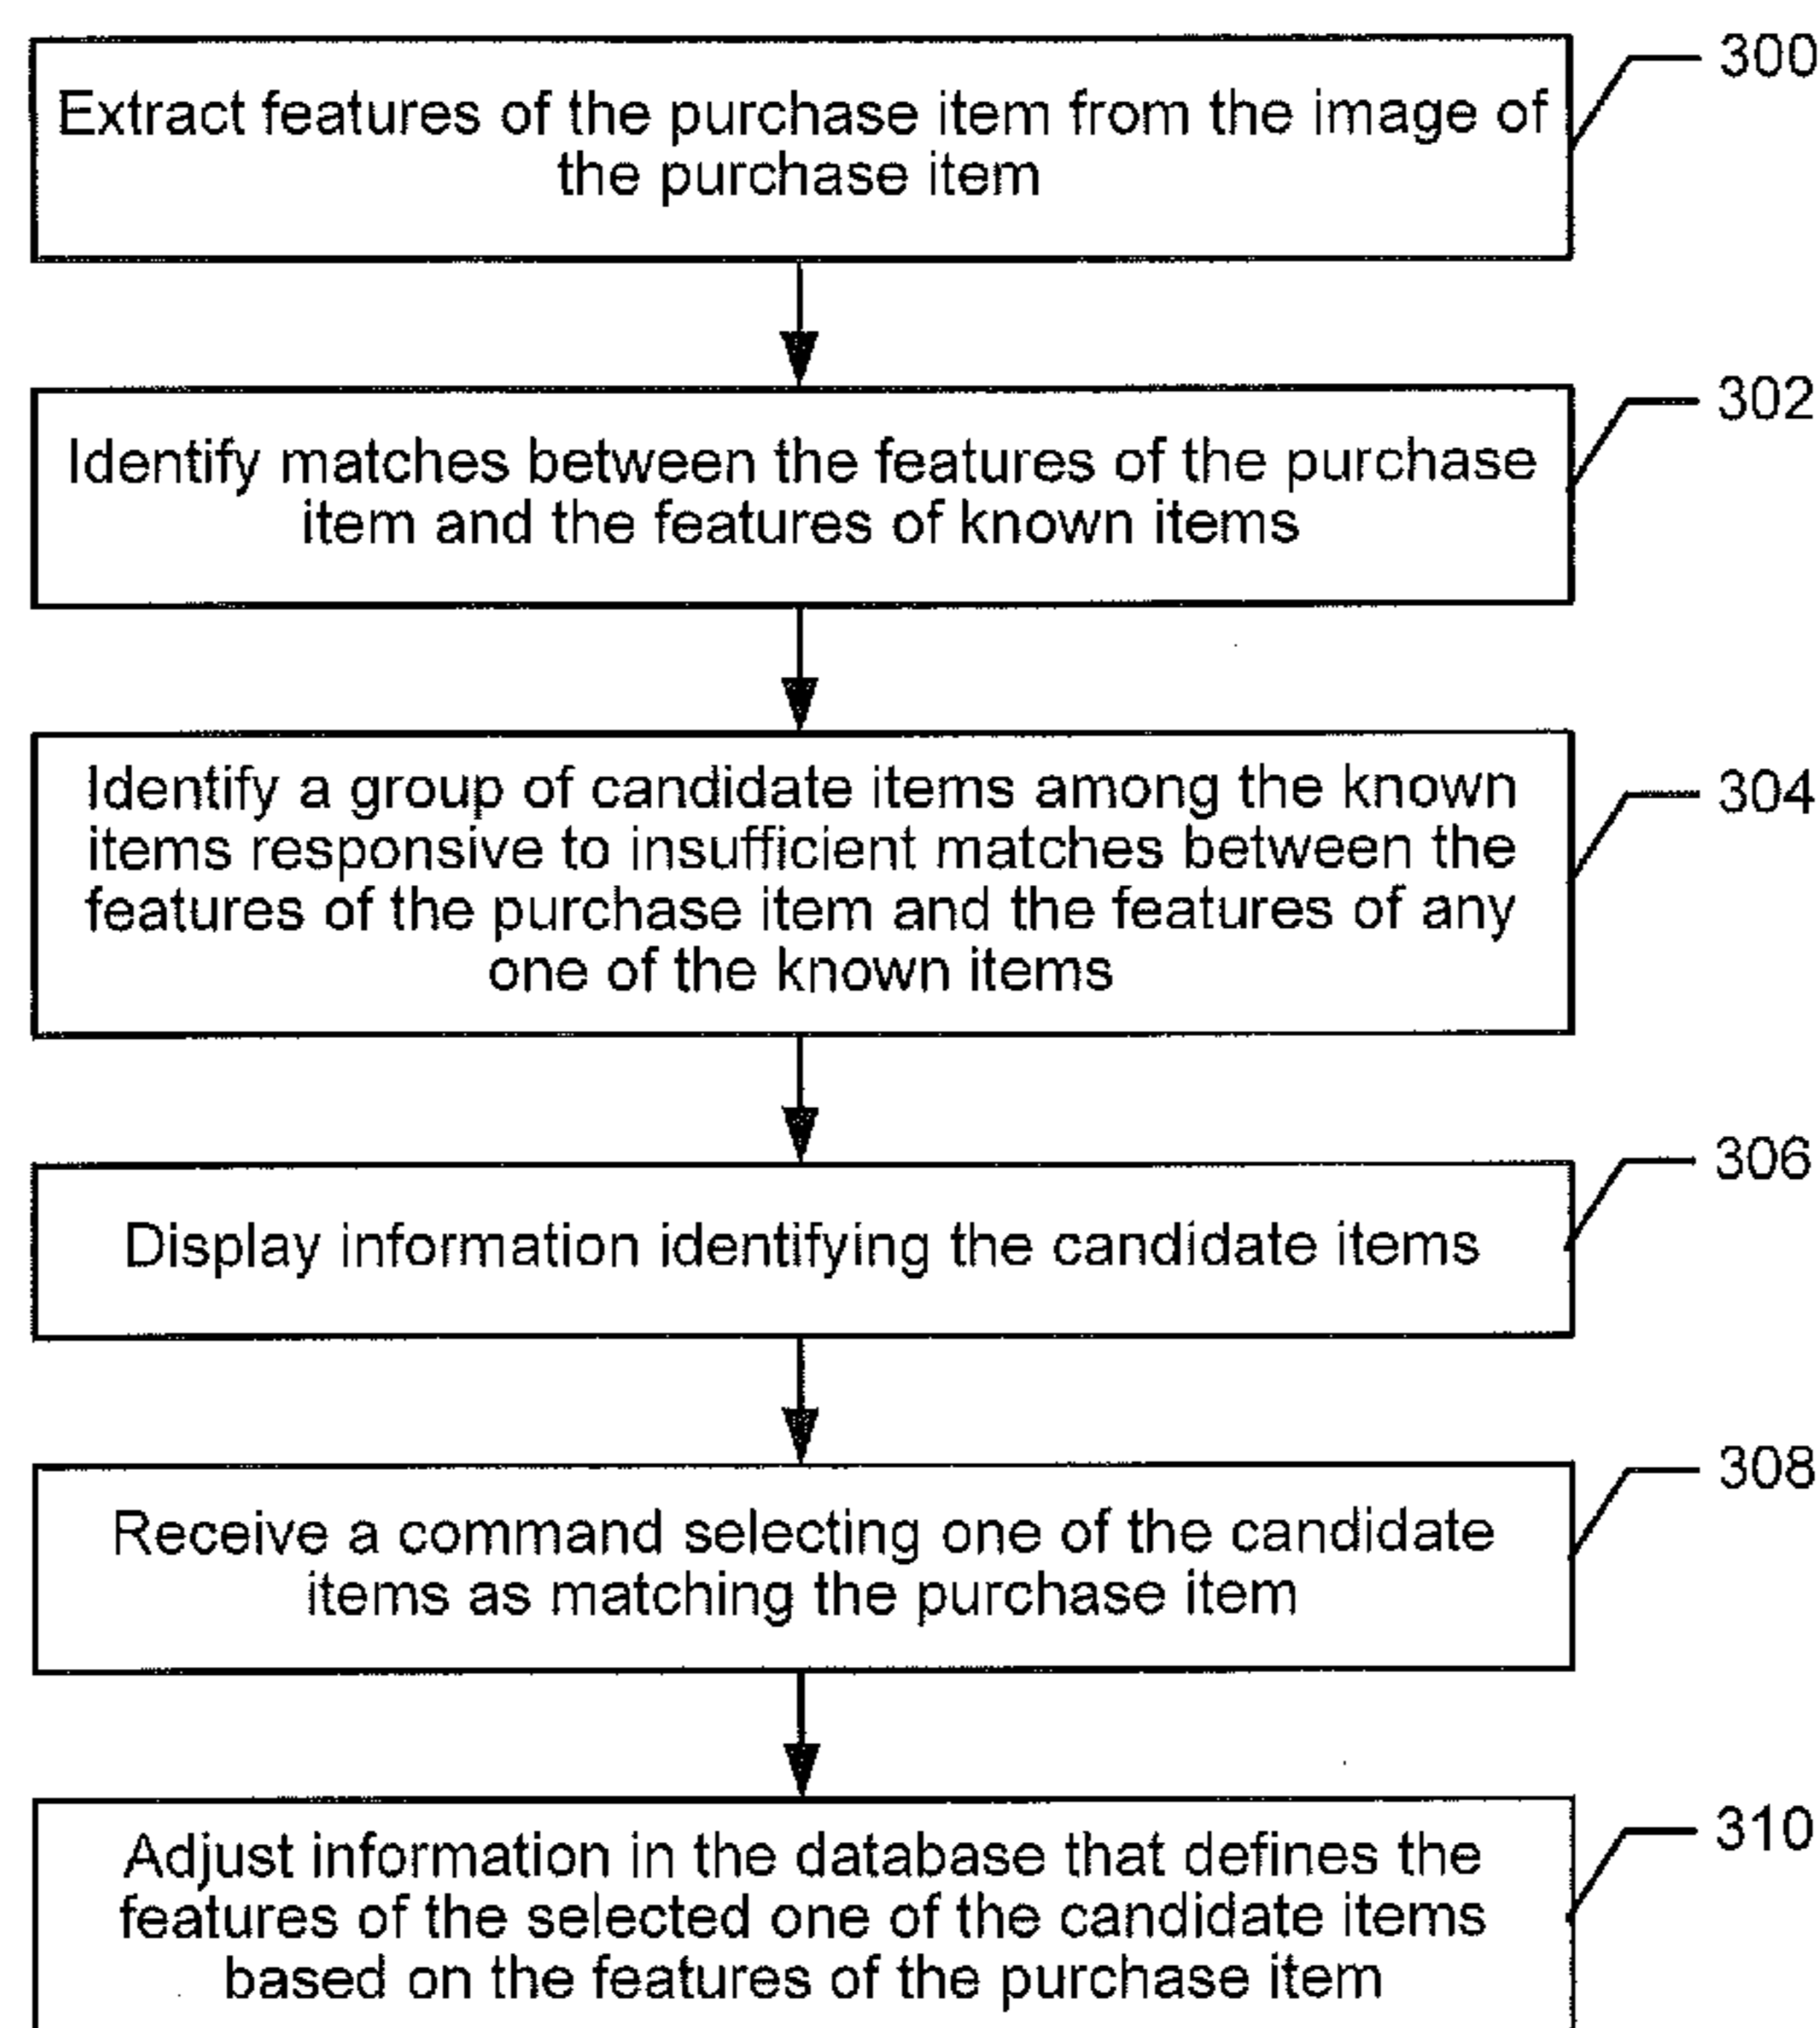 300
Extract features of the purchase item from the image of
the purchase item
302
Identify matches between the features of the purchase
item and the features of known items
304
Identify a group of candidate items among the known
items responsive to insufficient matches between the
features of the purchase item and the features of any
one of the known items
306
Display information identifying the candidate items
308
Receive a command selecting one of the candidate
items as matching the purchase item
310
Adjust information in the database that defines the
features of the selected one of the candidate items
based on the features of the purchase item